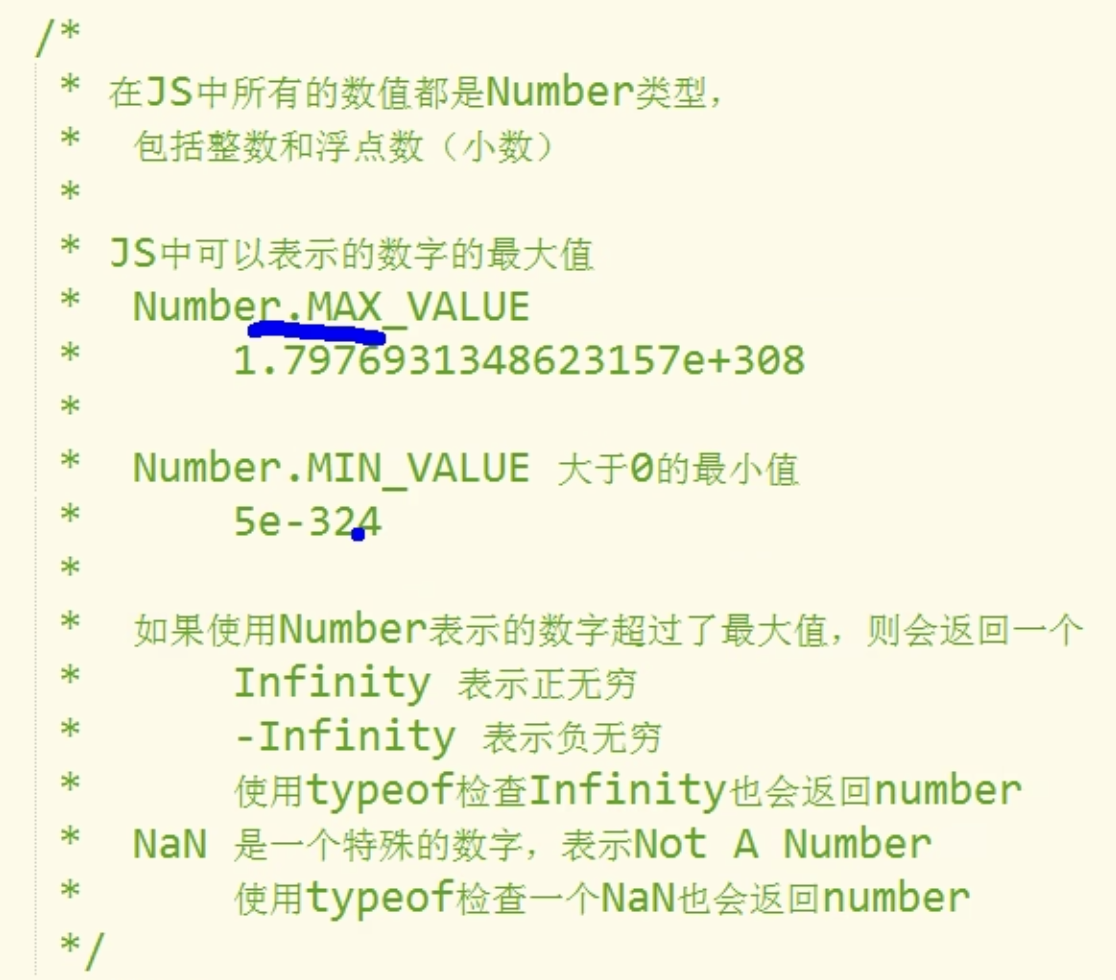 /*
* 在JS中所有的数值都是Number类型，
* 包括整数和浮点数（小数）
*
* JS中可以表示的数字的最大值
* Number.MAX_VALUE
* 1.7976931348623157e+308
*
* Number.MIN_VALUE 大于0的最小值
* 5e-324
*
* 如果使用Number表示的数字超过了最大值，则会返回一个
* Infinity 表示正无穷
* -Infinity 表示负无穷
* 使用typeof检查Infinity也会返回number
* NaN 是一个特殊的数字，表示Not A Number
* 使用typeof检查一个NaN也会返回number
*/